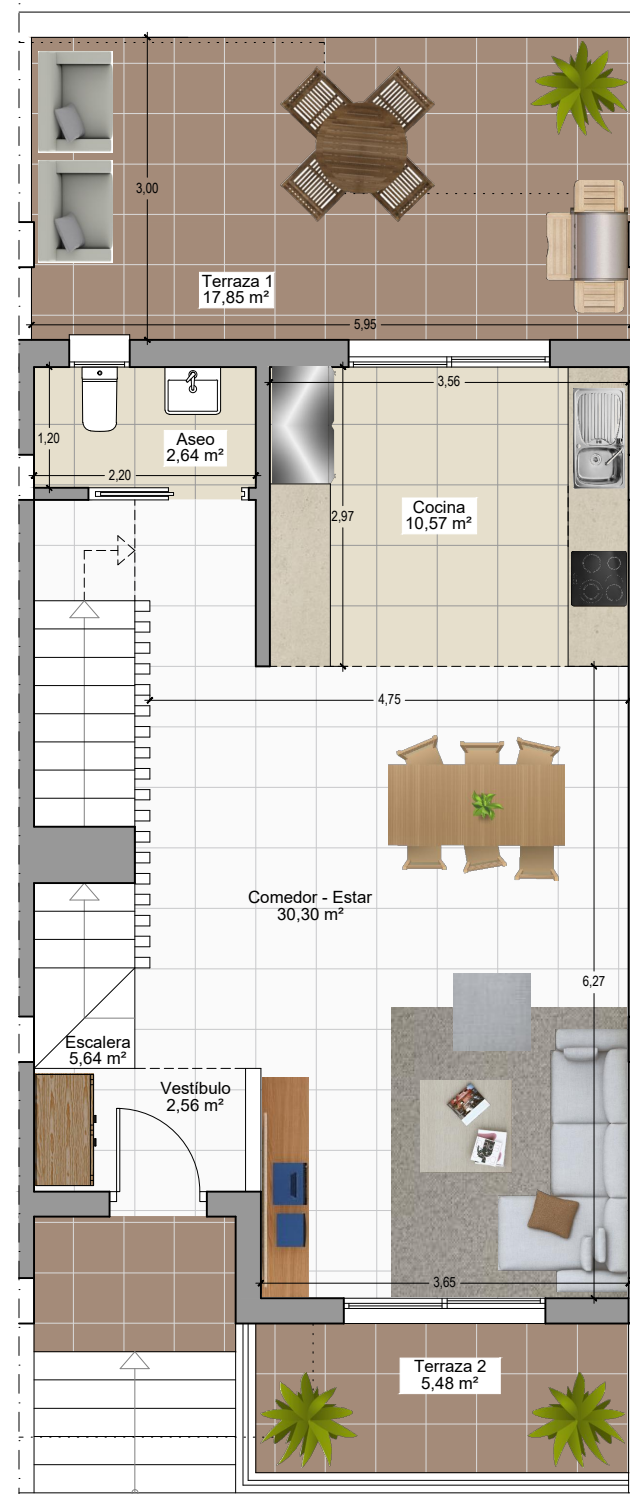 3,00
Terraza 1
17,85 m²
5,95
3,56
1,20
Aseo
2,64 m²
2,20
2,97
Cocina
10,57 m²
4,75
Comedor - Estar
30,30 m²
6,27
Escalera
5,64 m²
Vestíbulo
2,56 m²
3,65
Terraza 2
5,48 m²